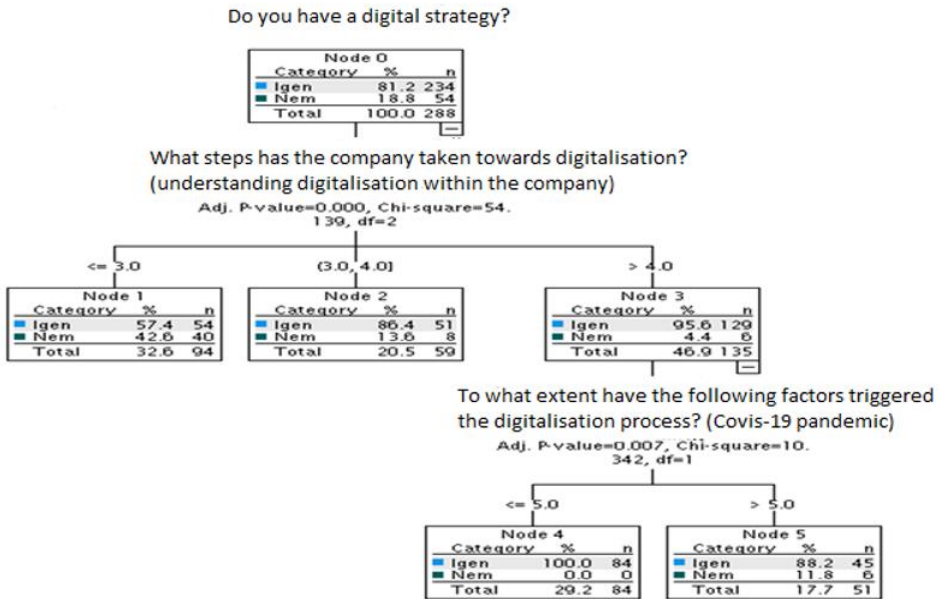 Do you have a digital strategy?
Node 0
Category % n
Igen 81.2 234
Nem 18.8 54
Total 100.0 288
What steps has the company taken towards digitalisation?
(understanding digitalisation within the company)
Adj. P-value=0.000, Chi-square=54.
139, df=2
<= 3.0
(3.0, 4.0]
> 4.0
Node 1
Category % n
Igen 57.4 54
Nem 42.6 40
Total 32.6 94
Node 2
Category % n
Igen 86.4 51
Nem 13.6 8
Total 20.5 59
Node 3
Category % n
Igen 95.6 129
Nem 4.4 6
Total 46.9 135
To what extent have the following factors triggered
the digitalisation process? (Covis-19 pandemic)
Adj. P-value=0.007, Chi-square=10.
342, df=1
<= 5.0
> 5.0
Node 4
Category % n
Igen 100.0 84
Nem 0.0 0
Total 29.2 84
Node 5
Category % n
Igen 88.2 45
Nem 11.8 6
Total 17.7 51